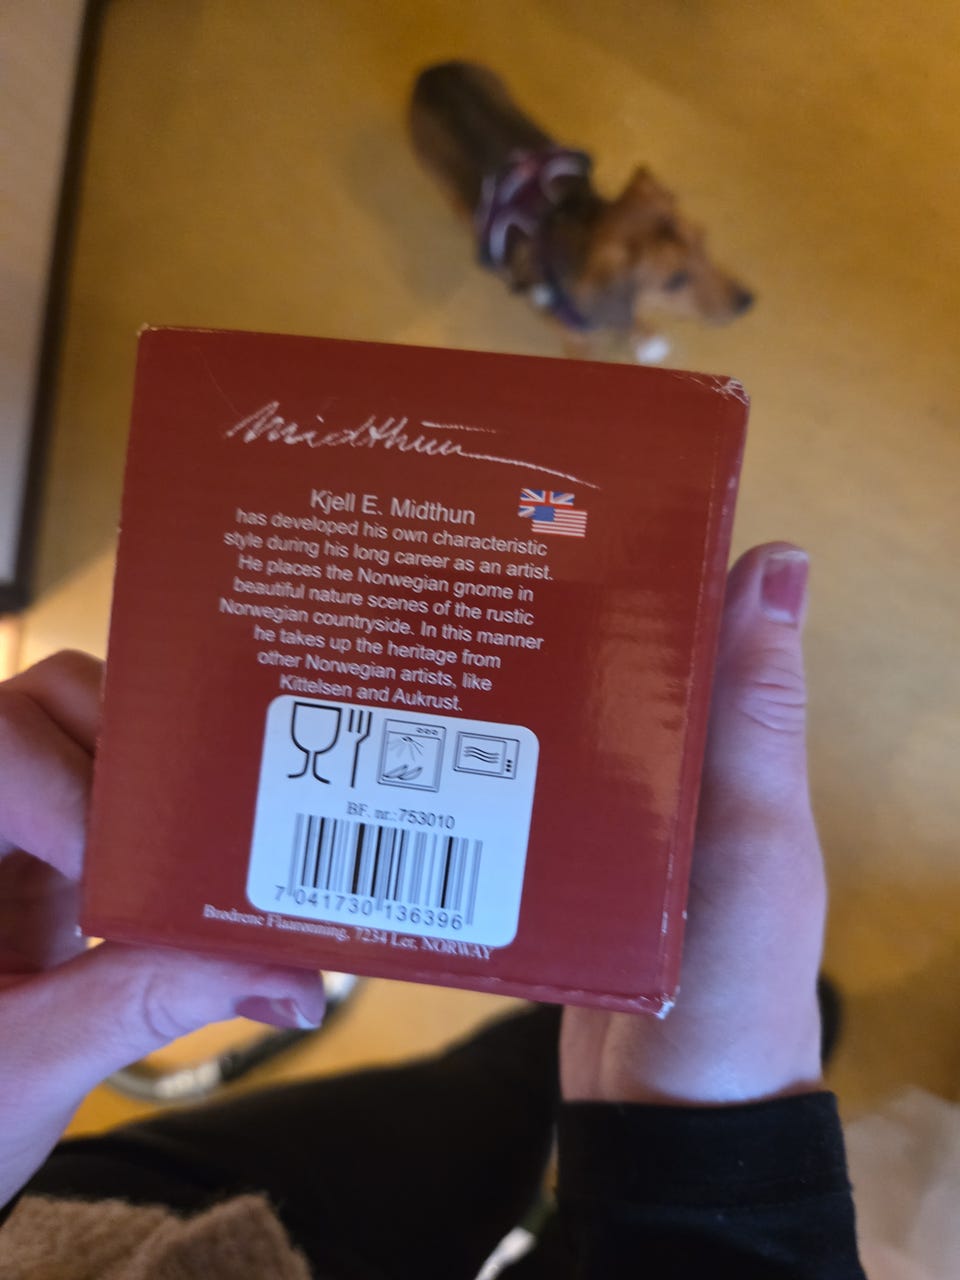 Midthun
Kjell E. Midthun
has developed his own characteristic
style during his long career as an artist.
He places the Norwegian gnome in
beautiful nature scenes of the rustic
Norwegian countryside. In this manner
he takes up the heritage from
other Norwegian artists, like
Kittelsen and Aukrust.
BF. nr.:753010
7 041730 136396
Brødrene Flaarønning, 7234 Ler, NORWAY